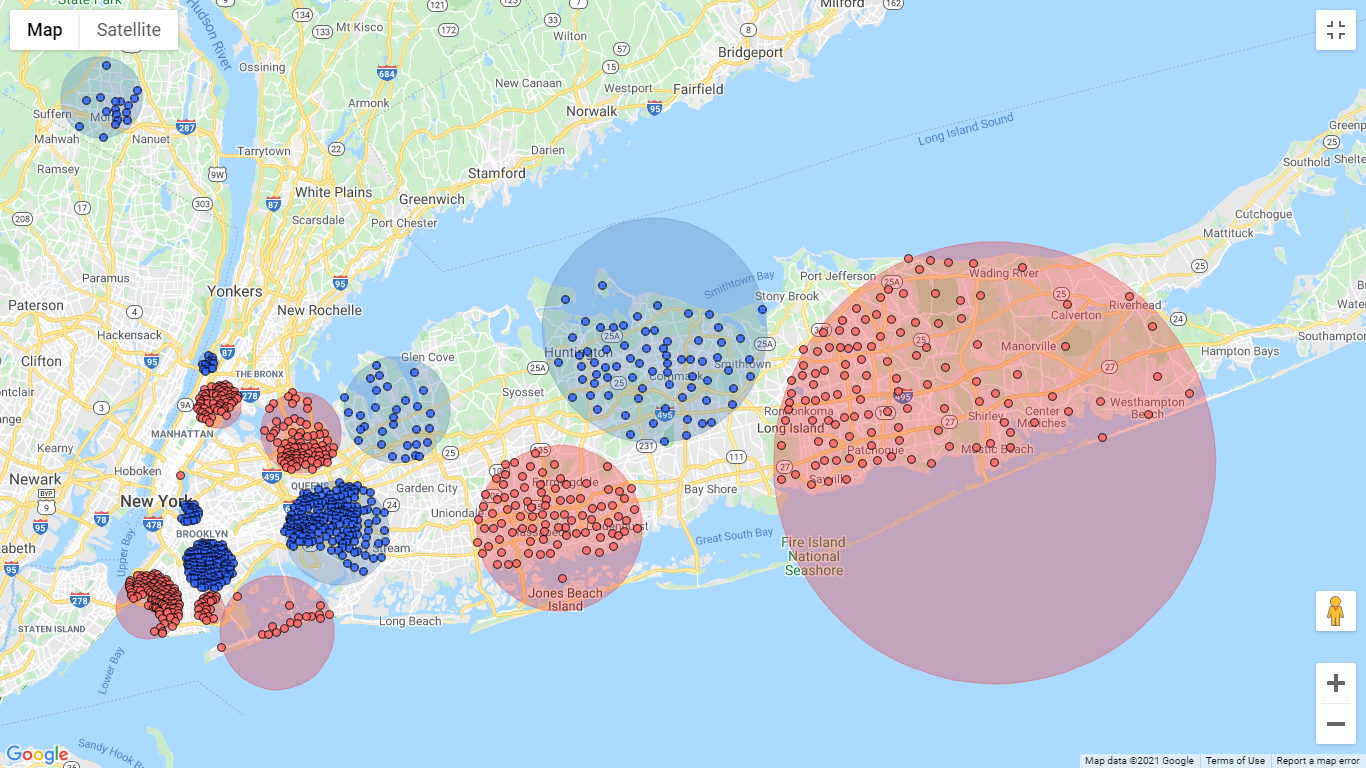 State Park
Map
Satellite
Hudson River
Mt Kisco
Wilton
Milford
Bridgeport
Ossining
New Canaan
Westport
Fairfield
Armonk
Norwalk
Suffern
Mahwah
Nanuet
Tarrytown
Darien
Long Island Sound
Southold
Ramsey
Stamford
White Plains
Greenwich
Scarsdale
Port Chester
Cutchogue
Mattituck
Paramus
Yonkers
Paterson
New Rochelle
Smithtown Bay
Port Jefferson
Wading River
Stony Brook
Riverhead
Calverton
Southampton
Hackensack
Clifton
Glen Cove
Huntington
Commack
Smithtown
Manorville
Hampton Bays
THE BRONX
Syosset
MANHATTAN
Ronkonkoma
Long Island
Shirley
Center
Moriches
Westhampton
Beach
Kearny
Hoboken
Patchogue
Mastic Beach
Newark
New York
QUEENS
Garden City
Farmingdale
Bay Shore
Sayville
Uniondale
BROOKLYN
Upper Bay
Stream
Great South Bay
Fire Island
National
Seashore
Jones Beach
Island
Long Beach
STATEN ISLAND
Lower Bay
Sandy Hook B
Google
Map data ©2021 Google
Terms of Use
Report a map error